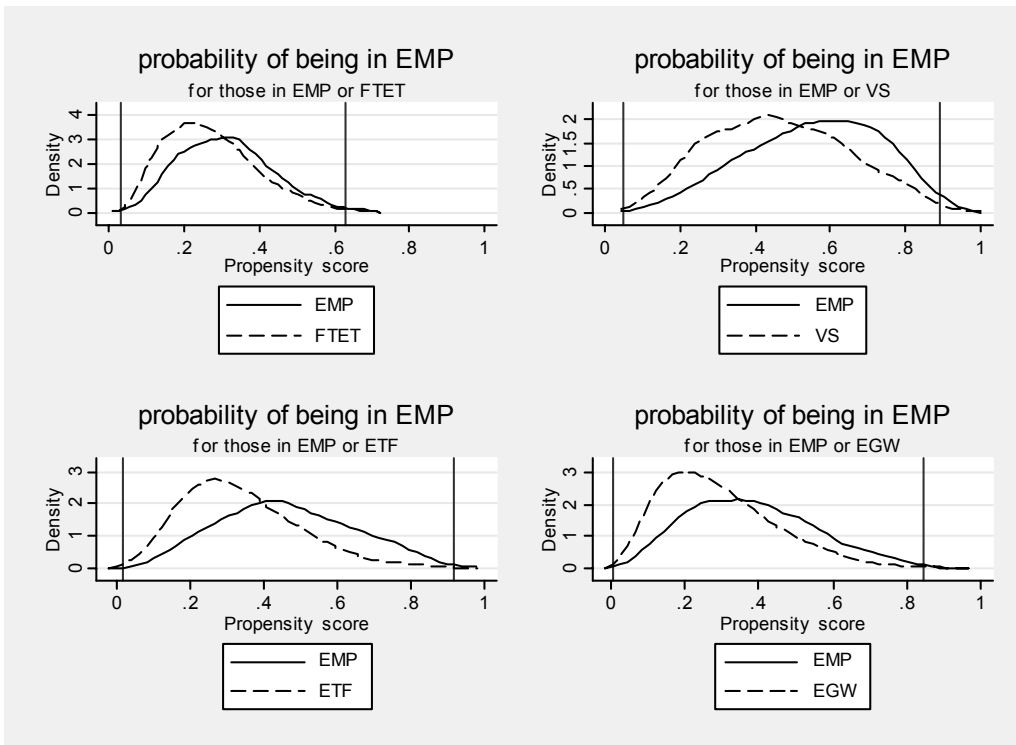 probability of being in EMP
for those in EMP or FTET
Density
0 1 2 3 4
0 .2 .4 .6 .8 1
Propensity score
EMP
FTET
probability of being in EMP
for those in EMP or VS
Density
0 .5 1 1.5 2
0 .2 .4 .6 .8 1
Propensity score
EMP
VS
probability of being in EMP
for those in EMP or ETF
Density
0 1 2 3
0 .2 .4 .6 .8 1
Propensity score
EMP
ETF
probability of being in EMP
for those in EMP or EGW
Density
0 1 2 3
0 .2 .4 .6 .8 1
Propensity score
EMP
EGW